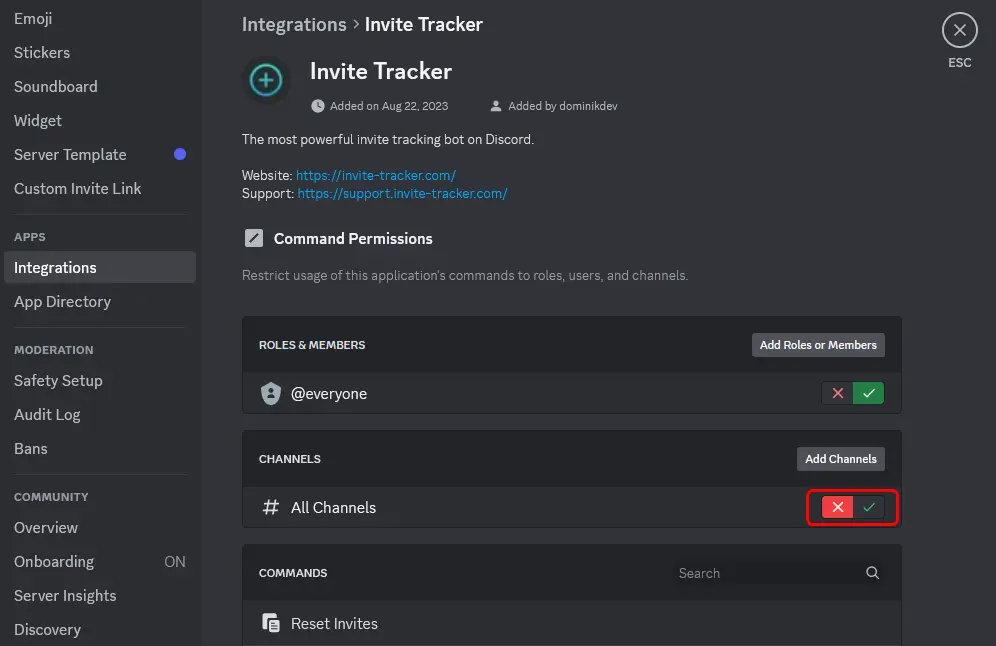 Emoji
Stickers
Soundboard
Widget
Server Template
Custom Invite Link
APPS
Integrations
App Directory
MODERATION
Safety Setup
Audit Log
Bans
COMMUNITY
Overview
Onboarding ON
Server Insights
Discovery
Integrations > Invite Tracker
ESC
Invite Tracker
Added on Aug 22, 2023 Added by dominikdev
The most powerful invite tracking bot on Discord.
Website: https://invite-tracker.com/
Support: https://support.invite-tracker.com/
Command Permissions
Restrict usage of this application's commands to roles, users, and channels.
ROLES & MEMBERS Add Roles or Members
@everyone
CHANNELS Add Channels
# All Channels
COMMANDS Search
Reset Invites